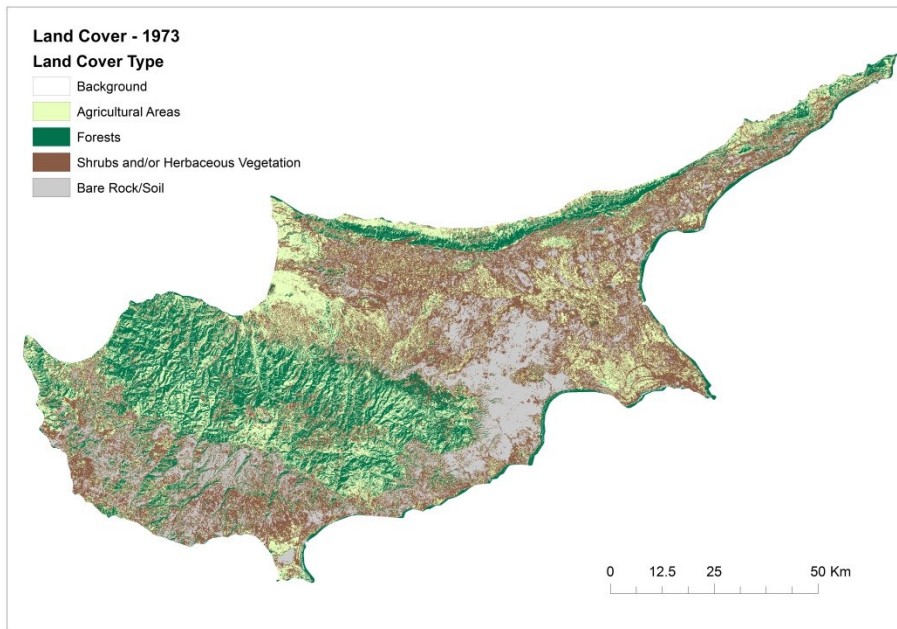 Land Cover - 1973
Land Cover Type
Background
Agricultural Areas
Forests
Shrubs and/or Herbaceous Vegetation
Bare Rock/Soil
0 12.5 25 50 Km